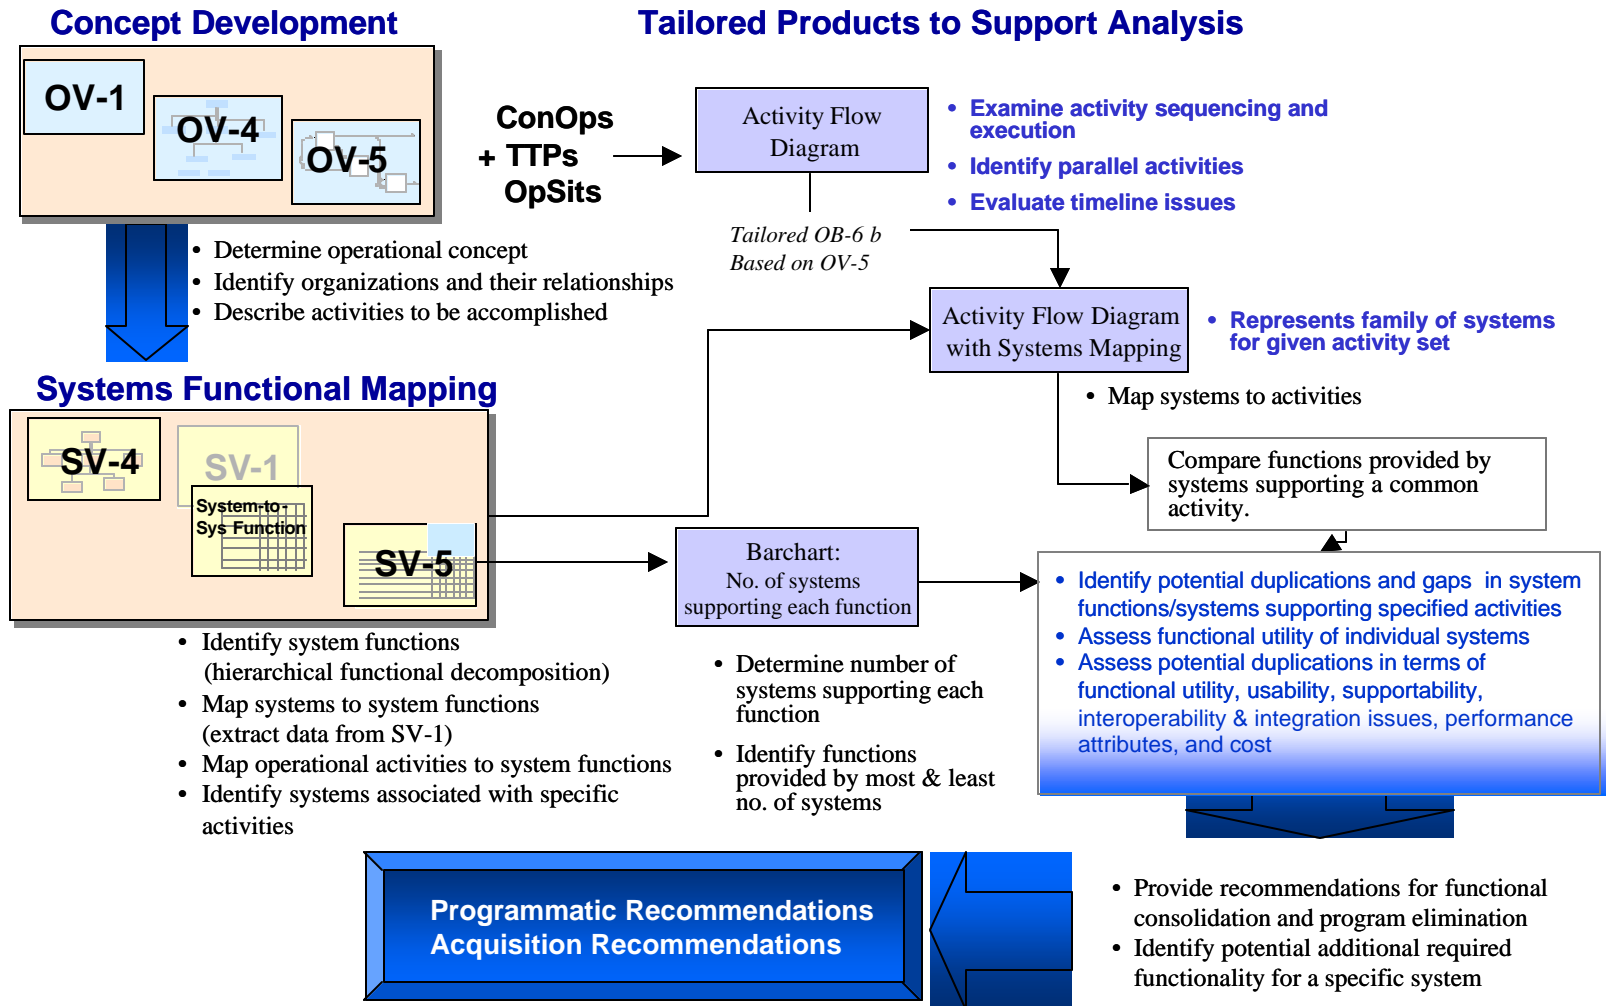 Concept Development
Tailored Products to Support Analysis
OV-1
OV-4
OV-5
ConOps
+ TTPs
OpSits
Activity Flow
Diagram
• Examine activity sequencing and
execution
• Identify parallel activities
• Evaluate timeline issues
Tailored OB-6 b
Based on OV-5
• Determine operational concept
• Identify organizations and their relationships
• Describe activities to be accomplished
Activity Flow Diagram
with Systems Mapping
• Represents family of systems
for given activity set
• Map systems to activities
Systems Functional Mapping
SV-4
SV-1
System-to-
Sys Function
SV-5
Compare functions provided by
systems supporting a common
activity.
Barchart:
No. of systems
supporting each function
• Identify potential duplications and gaps in system
functions/systems supporting specified activities
• Assess functional utility of individual systems
• Assess potential duplications in terms of
functional utility, usability, supportability,
interoperability & integration issues, performance
attributes, and cost
• Identify system functions
(hierarchical functional decomposition)
• Map systems to system functions
(extract data from SV-1)
• Map operational activities to system functions
• Identify systems associated with specific
activities
• Determine number of
systems supporting each
function
• Identify functions
provided by most & least
no. of systems
Programmatic Recommendations
Acquisition Recommendations
• Provide recommendations for functional
consolidation and program elimination
• Identify potential additional required
functionality for a specific system